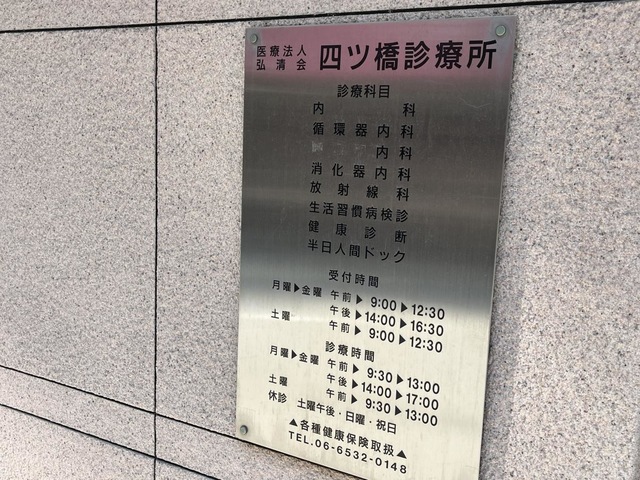 医療法人
弘清会
四ツ橋診療所
診療科目
内科
循環器内科
内科
消化器内科
放射線科
生活習慣病検診
健康診断
半日人間ドック
受付時間
月曜▶金曜 午前▶ 9:00▶12:30
午後▶14:00▶16:30
土曜 午前▶ 9:00▶12:30
診療時間
月曜▶金曜 午前▶ 9:30▶13:00
午後▶14:00▶17:00
土曜 午前▶ 9:30▶13:00
休診 土曜午後・日曜・祝日
▲各種健康保険取扱▲
TEL.06-6532-0148